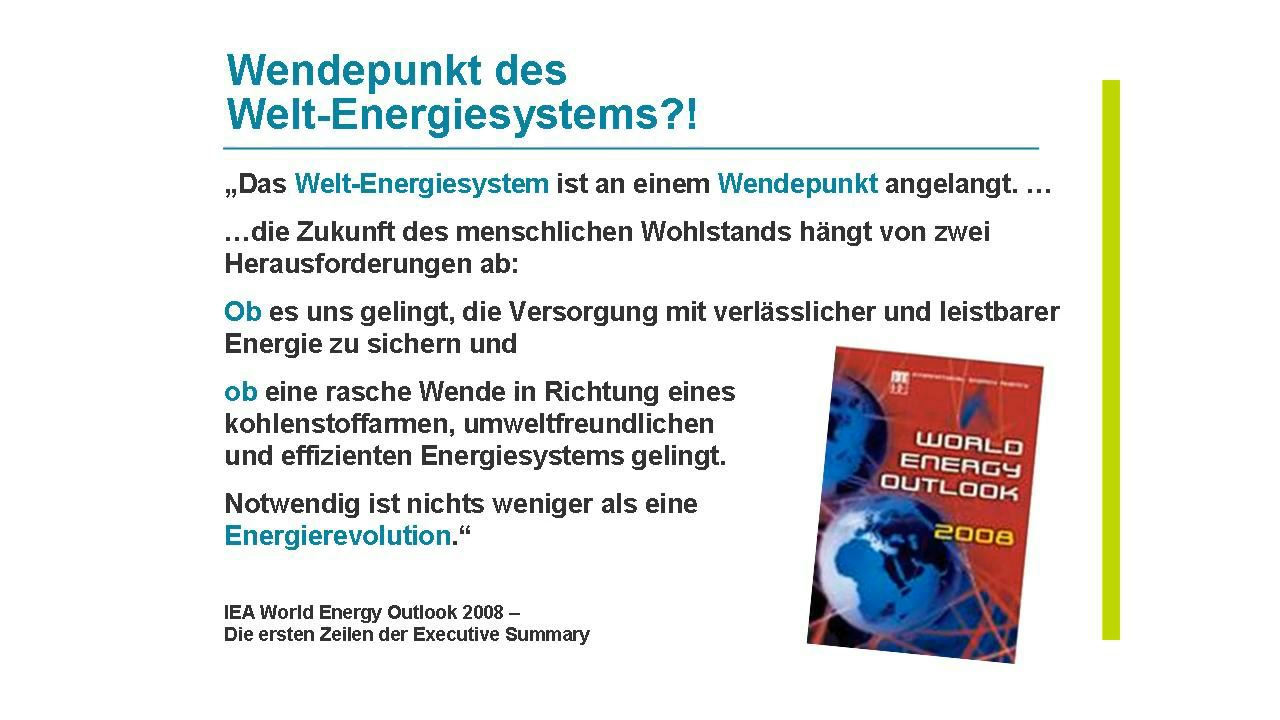 Wendepunkt des
Welt-Energiesystems?!
„Das Welt-Energiesystem ist an einem Wendepunkt angelangt. …
…die Zukunft des menschlichen Wohlstands hängt von zwei
Herausforderungen ab:
Ob es uns gelingt, die Versorgung mit verlässlicher und leistbarer
Energie zu sichern und
ob eine rasche Wende in Richtung eines
kohlenstoffarmen, umweltfreundlichen
und effizienten Energiesystems gelingt.
Notwendig ist nichts weniger als eine
Energierevolution.“
WORLD
ENERGY
OUTLOOK
2008
IEA World Energy Outlook 2008 –
Die ersten Zeilen der Executive Summary